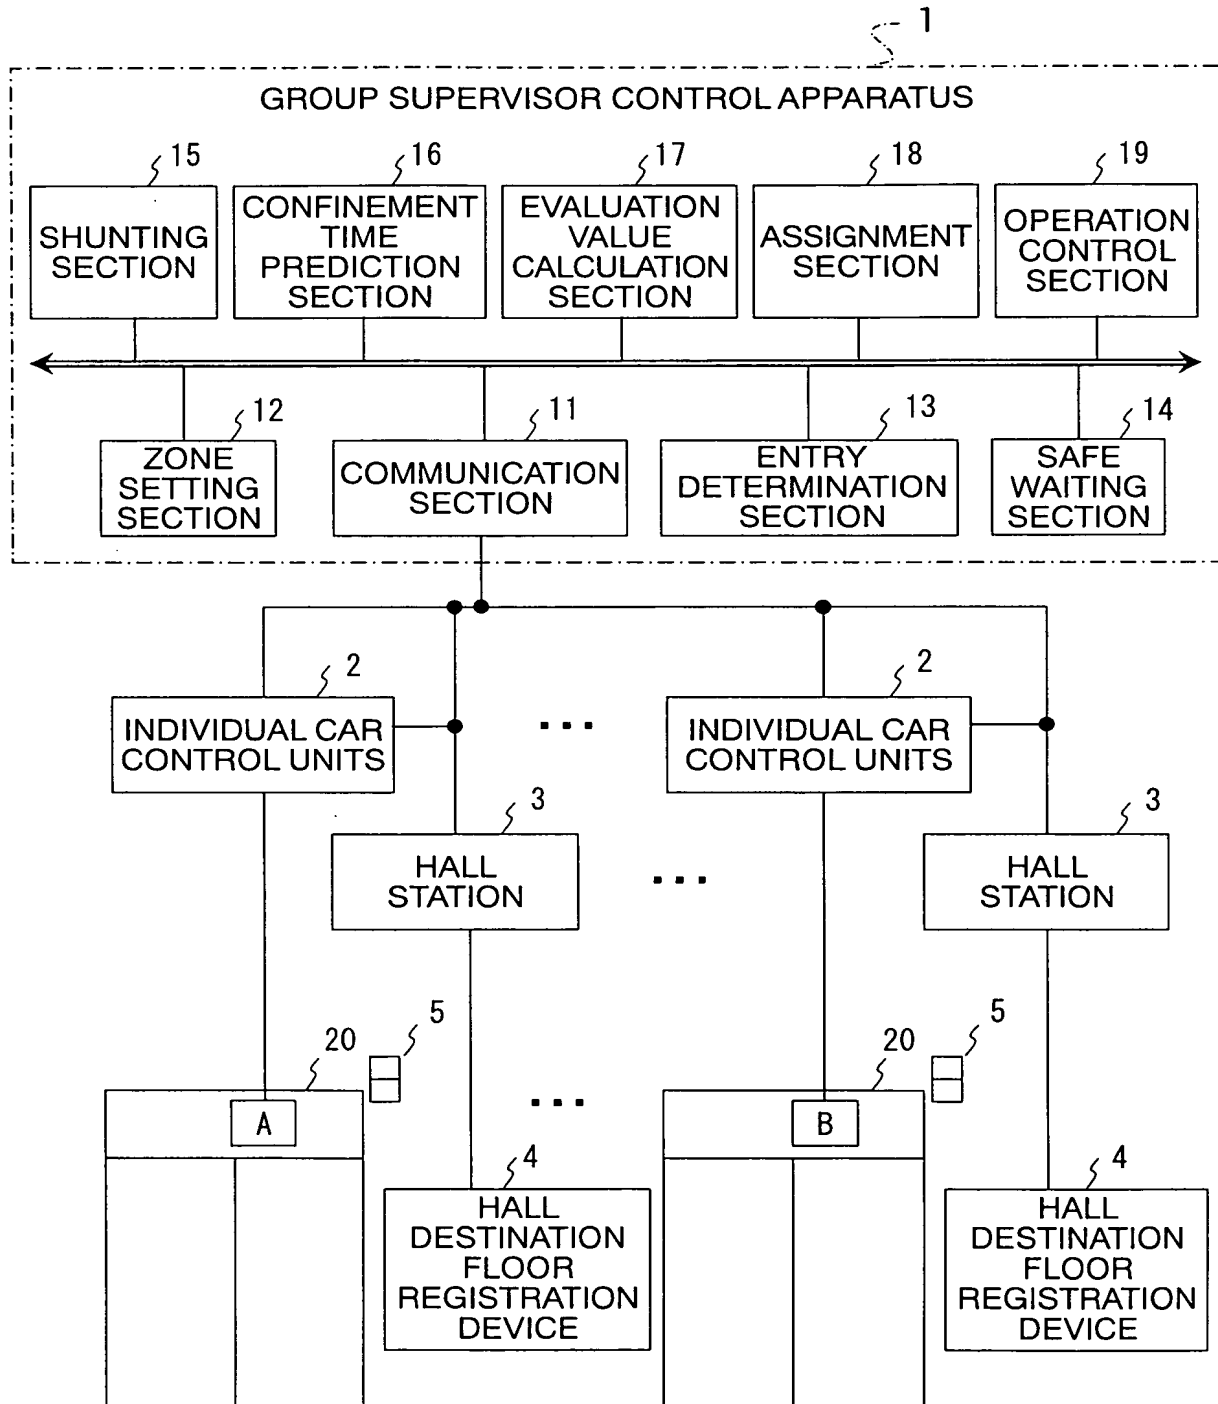 1
GROUP SUPERVISOR CONTROL APPARATUS
15
SHUNTING
SECTION
16
CONFINEMENT
TIME
PREDICTION
SECTION
17
EVALUATION
VALUE
CALCULATION
SECTION
18
ASSIGNMENT
SECTION
19
OPERATION
CONTROL
SECTION
12
ZONE
SETTING
SECTION
11
COMMUNICATION
SECTION
13
ENTRY
DETERMINATION
SECTION
14
SAFE
WAITING
SECTION
2
INDIVIDUAL CAR
CONTROL UNITS
...
2
INDIVIDUAL CAR
CONTROL UNITS
3
HALL
STATION
...
3
HALL
STATION
20
5
A
...
20
5
B
4
HALL
DESTINATION
FLOOR
REGISTRATION
DEVICE
4
HALL
DESTINATION
FLOOR
REGISTRATION
DEVICE